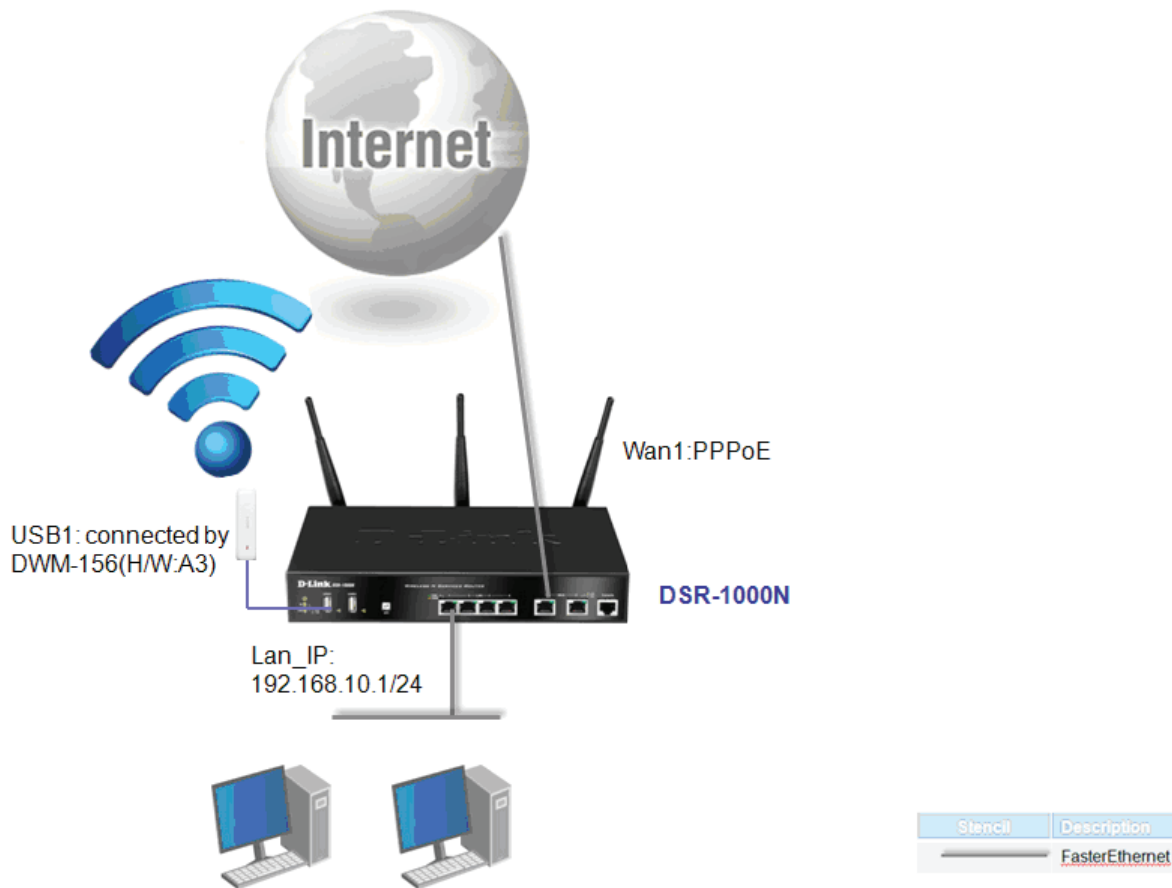 Internet
Wan1:PPPoE
USB1: connected by
DWM-156(H/W:A3)
D-Link
DSR-1000N
Lan_IP:
192.168.10.1/24
Stencil Description
FasterEthernet